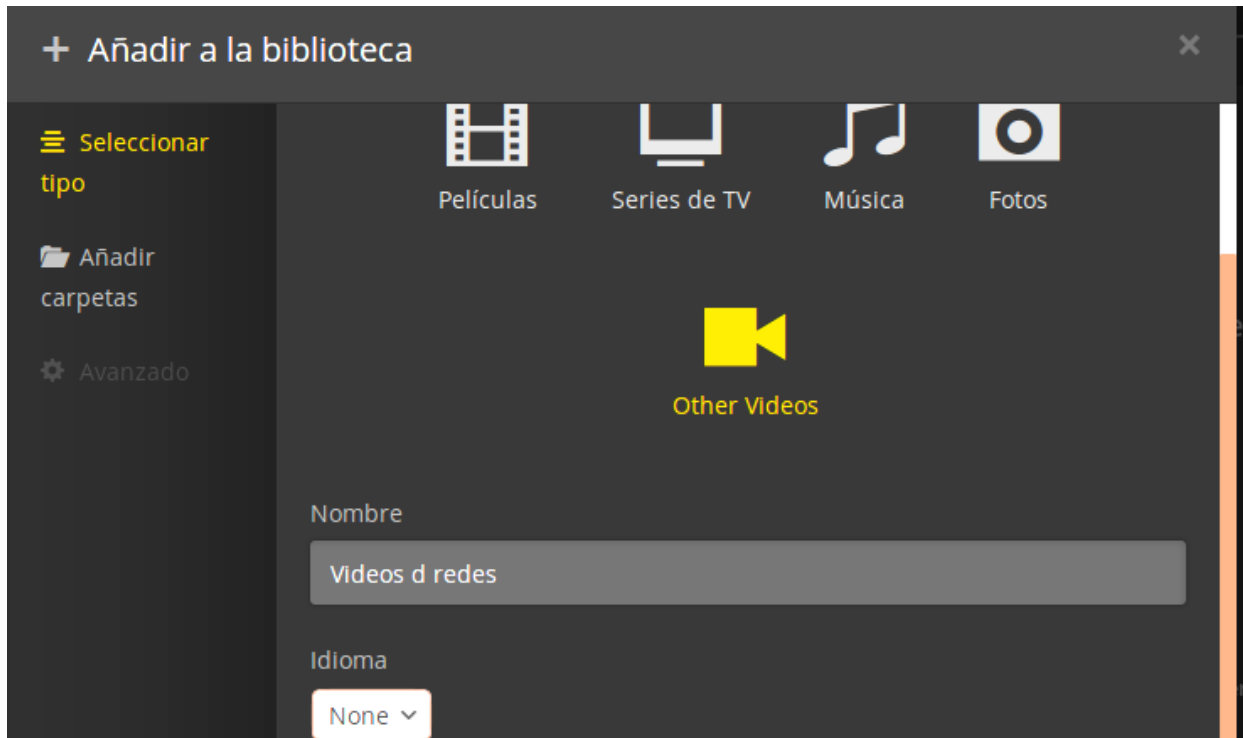 + Añadir a la biblioteca ×
Seleccionar
tipo
Añadir
carpetas
Avanzado
Películas Series de TV Música Fotos
Other Videos
Nombre
Videos d redes
Idioma
None